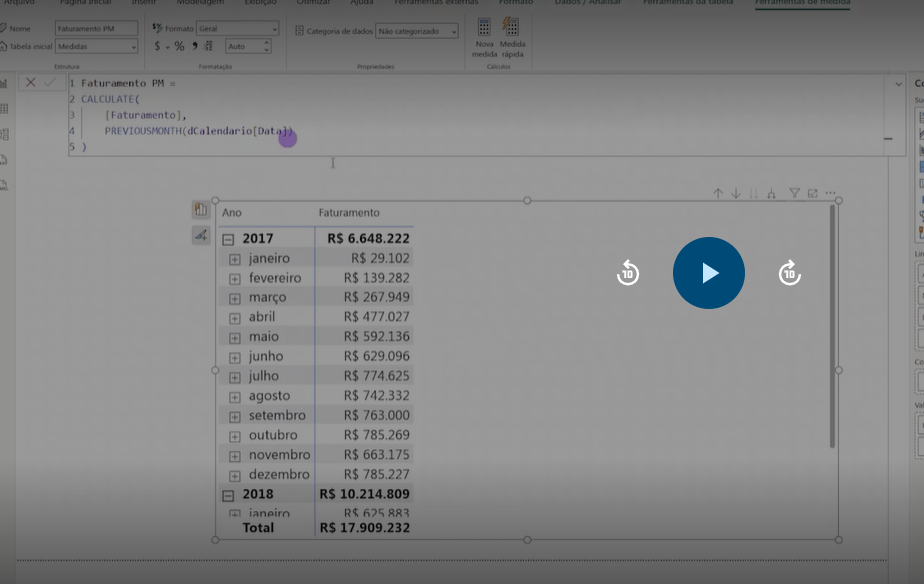 Arquivo Página inicial Inserir Modelagem Exibição Otimizar Ajuda Ferramentas externas Formato Dados / Analisar Ferramentas da tabela Ferramentas de medida
Nome Faturamento PM
Formato Geral
Categoria de dados Não categorizado
Tabela inicial Medidas
$ % Auto
Nova medida
Medida rápida
Estrutura Formatação Propriedades Cálculos
1 Faturamento PM =
2 CALCULATE(
3 [Faturamento],
4 PREVIOUSMONTH(dCalendario[Data])
5 )
Ano Faturamento
2017 R$ 6.648.222
janeiro R$ 29.102
fevereiro R$ 139.282
março R$ 267.949
abril R$ 477.027
maio R$ 592.136
junho R$ 629.096
julho R$ 774.625
agosto R$ 742.332
setembro R$ 763.000
outubro R$ 785.269
novembro R$ 663.175
dezembro R$ 785.227
2018 R$ 10.214.809
janeiro R$ 625.883
Total R$ 17.909.232
10 10